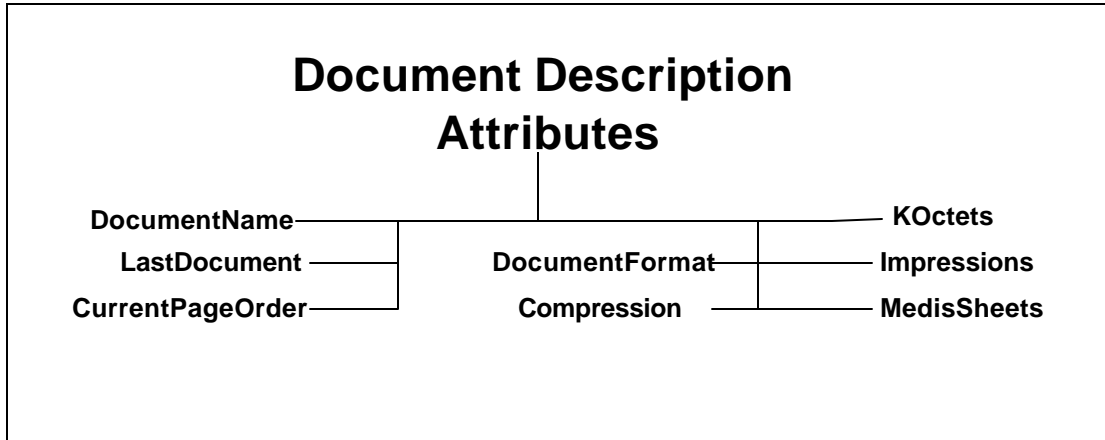 Document Description
Attributes
DocumentName
KOctets
LastDocument
DocumentFormat
Impressions
CurrentPageOrder
Compression
MedisSheets